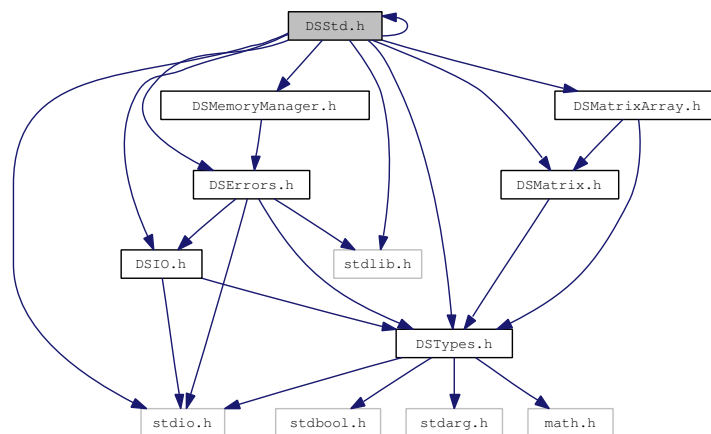 DSStd.h
DSMemoryManager.h
DSMatrixArray.h
DSErrors.h
DSMatrix.h
DSIO.h
stdlib.h
DSTypes.h
stdio.h
stdbool.h
stdarg.h
math.h